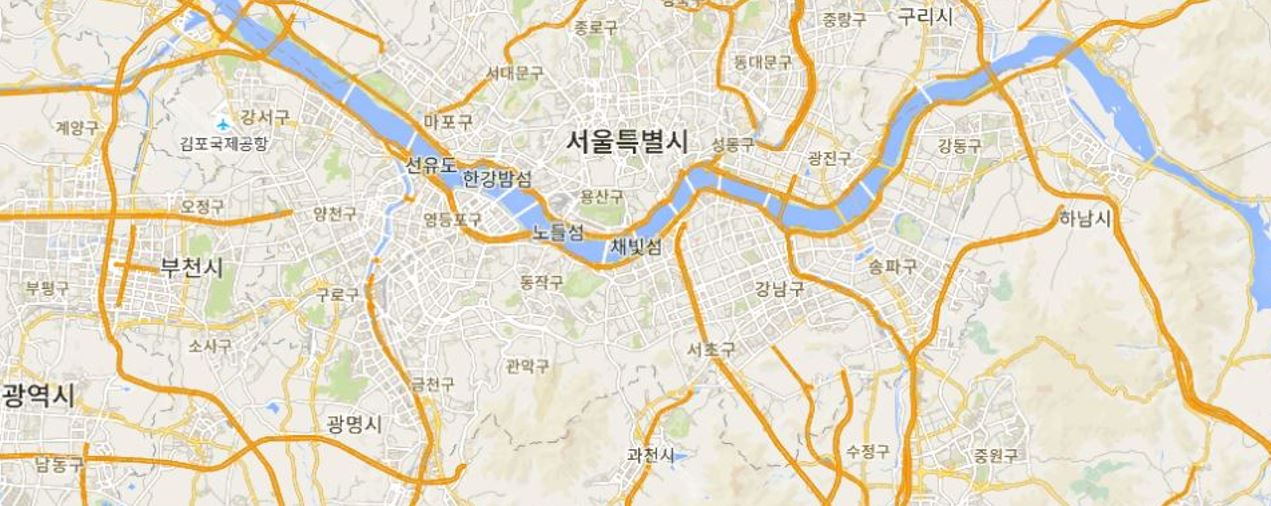 중랑구
구리시
종로구
동대문구
서대문구
강서구
마포구
계양구
김포국제공항
서울특별시
성동구
광진구
강동구
선유도
한강밤섬
용산구
오정구
양천구
영등포구
하남시
노들섬
채빛섬
부천시
송파구
부평구
구로구
동작구
강남구
소사구
서초구
관악구
금천구
광역시
광명시
남동구
과천시
수정구
중원구